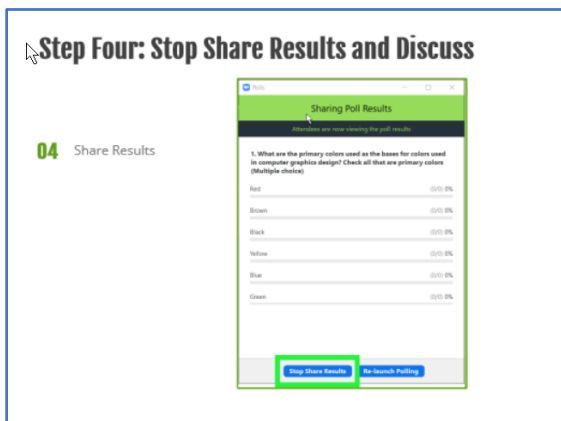 Step Four: Stop Share Results and Discuss
04 Share Results
Polls
Sharing Poll Results
Attendees are now viewing the poll results
1. What are the primary colors used as the bases for colors used
in computer graphics design? Check all that are primary colors
(Multiple choice)
Red (0/0) 0%
Brown (0/0) 0%
Black (0/0) 0%
Yellow (0/0) 0%
Blue (0/0) 0%
Green (0/0) 0%
Stop Share Results Re-launch Polling